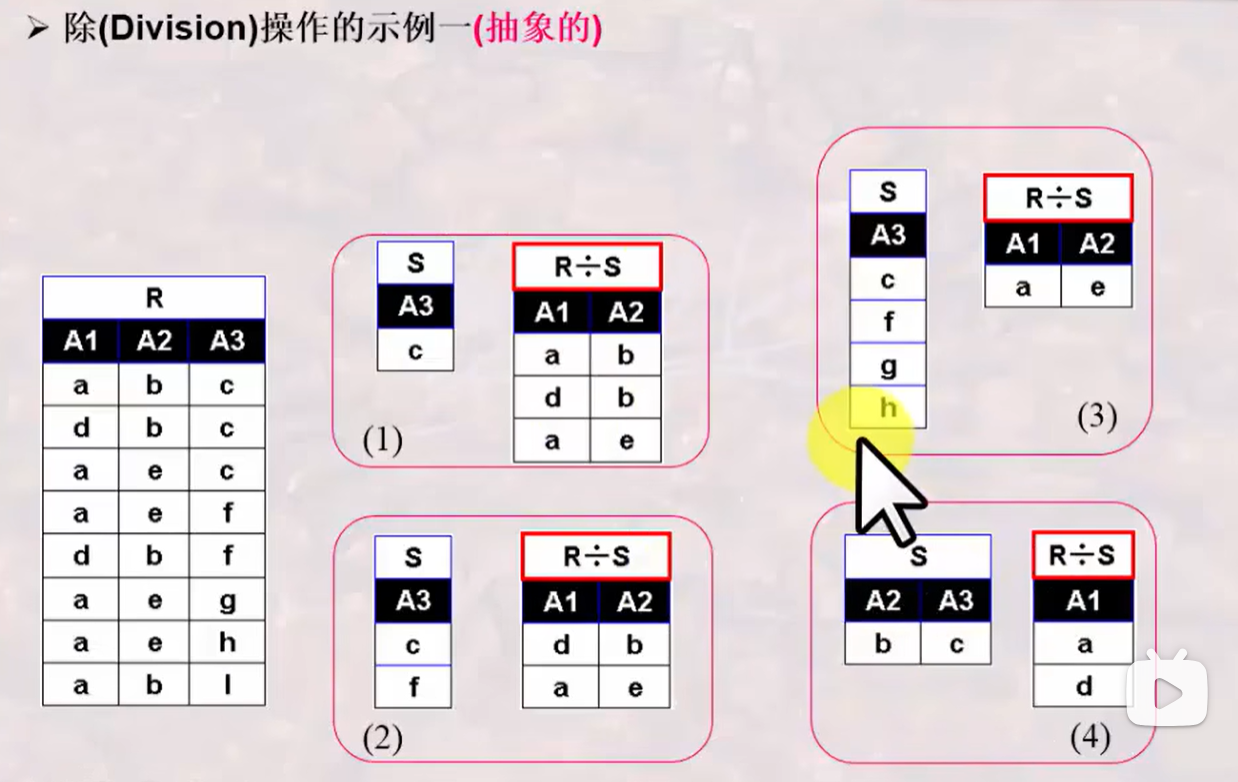 ➢ 除(Division)操作的示例一(抽象的)
R
A1 A2 A3
a b c
d b c
a e c
a e f
d b f
a e g
a e h
a b l
S
A3
c
R÷S
A1 A2
a b
d b
a e
(1)
S
A3
c
f
R÷S
A1 A2
d b
a e
(2)
S
A3
c
f
g
h
R÷S
A1 A2
a e
(3)
S
A2 A3
b c
R÷S
A1
a
d
(4)